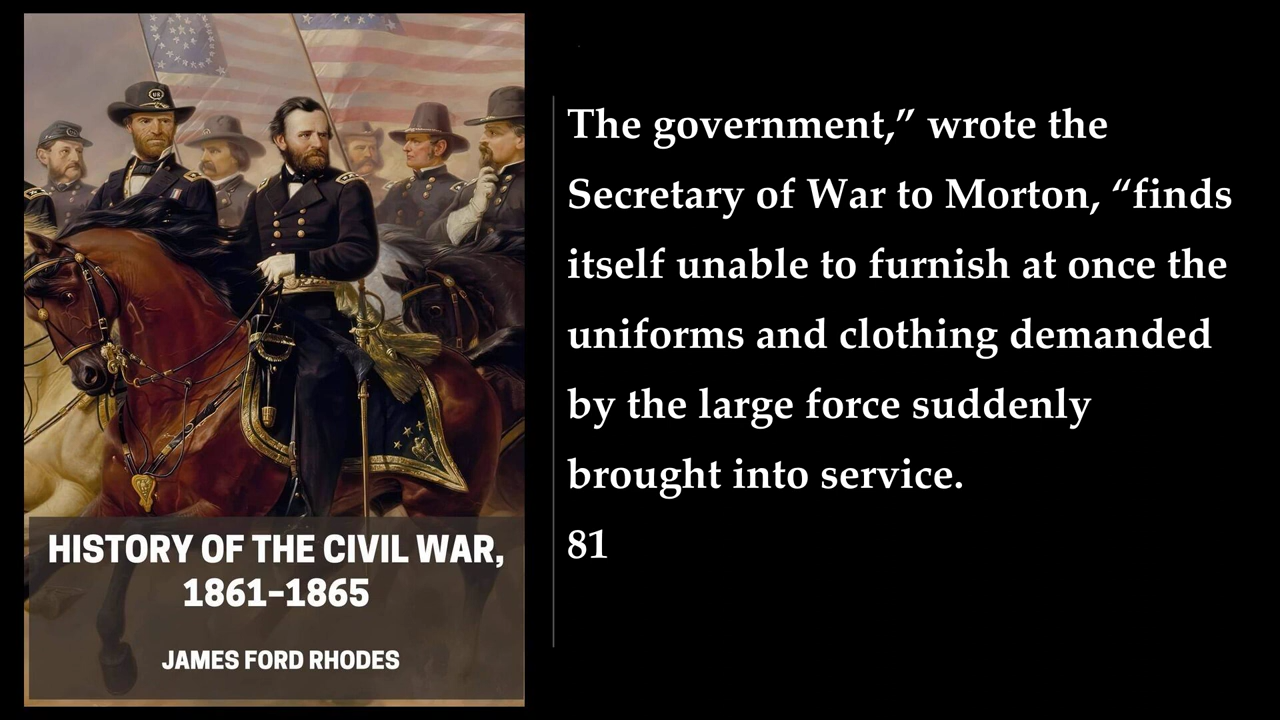 HISTORY OF THE CIVIL WAR,
1861–1865
JAMES FORD RHODES
The government,” wrote the
Secretary of War to Morton, “finds
itself unable to furnish at once the
uniforms and clothing demanded
by the large force suddenly
brought into service.
81